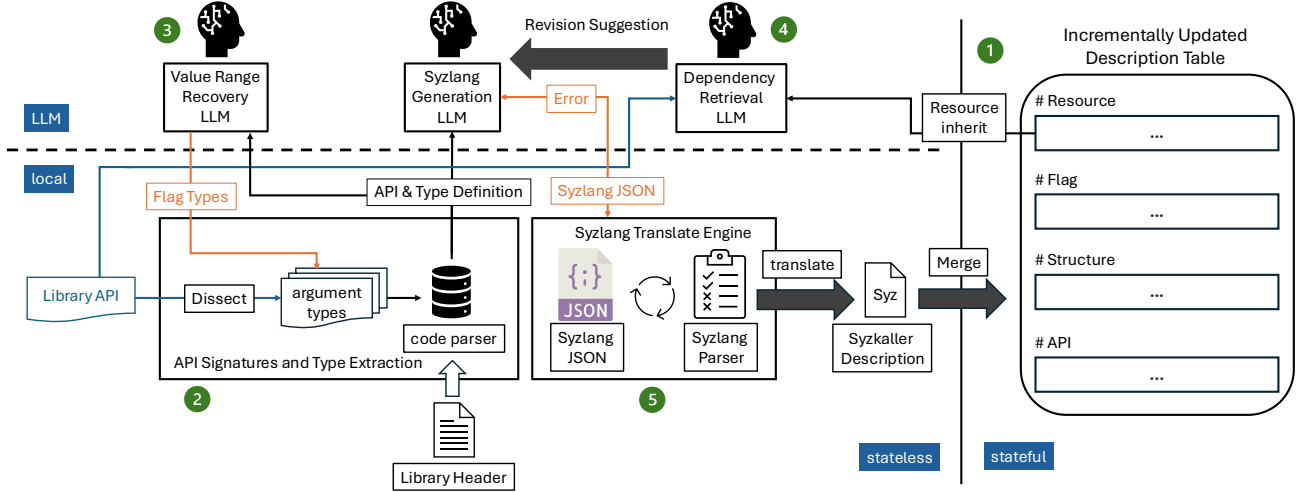 3
Value Range
Recovery
LLM
Syzlang
Generation
LLM
Revision Suggestion
4
Dependency
Retrieval
LLM
Error
1
Resource
inherit
Incrementally Updated
Description Table
# Resource
...
# Flag
...
# Structure
...
# API
...
LLM
local
Flag Types
API & Type Definition
Syzlang JSON
Library API
Dissect
argument
types
code parser
API Signatures and Type Extraction
2
Library Header
Syzlang Translate Engine
{;}
JSON
Syzlang
JSON
Syzlang
Parser
5
translate
Syz
Syzkaller
Description
Merge
stateless
stateful